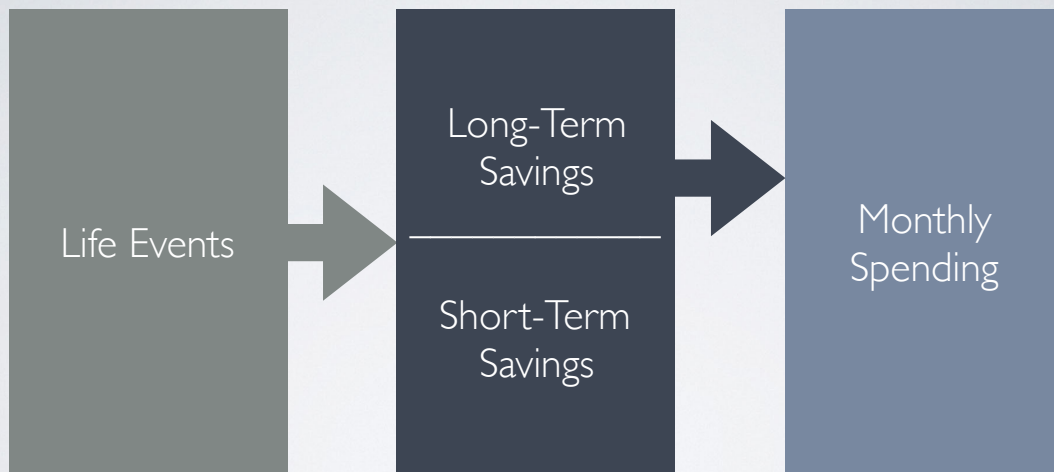 Life Events
Long-Term
Savings
Short-Term
Savings
Monthly
Spending